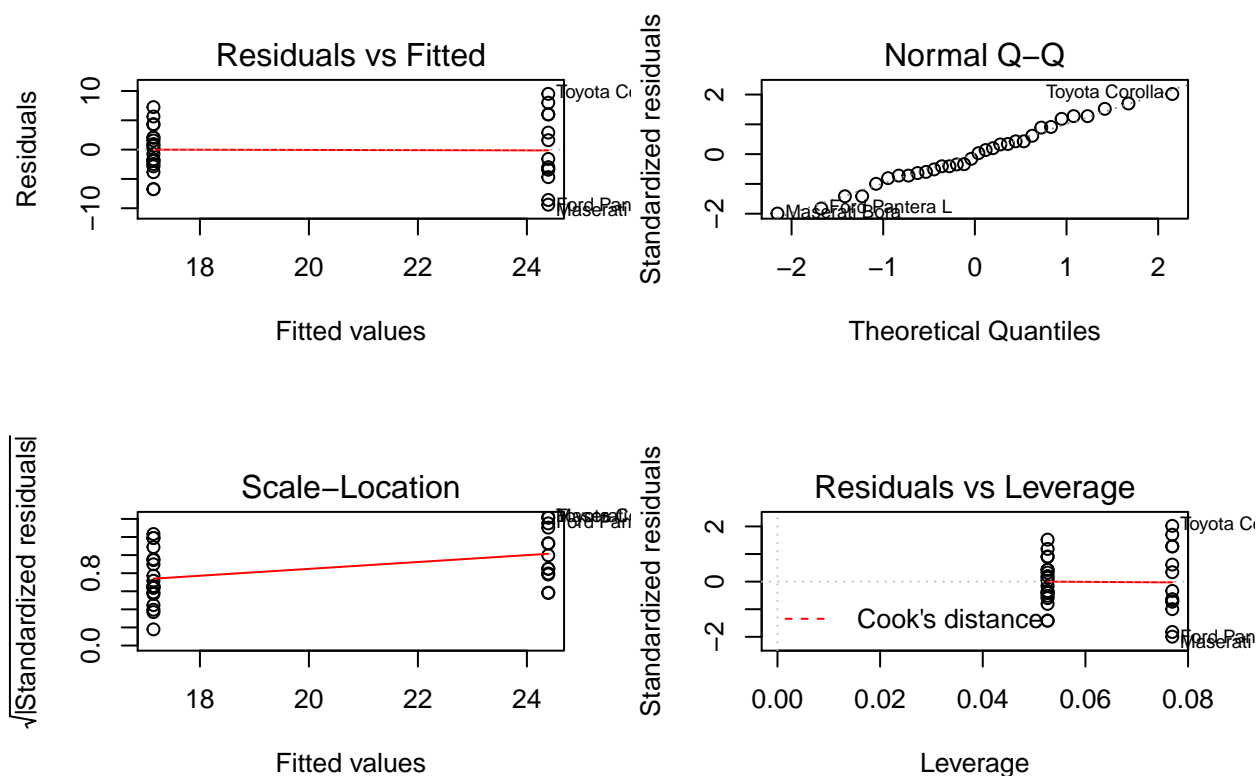 Residuals vs Fitted
Residuals
10
0
−10
Toyota Co
Ford Pan
Maserati
18
20
22
24
Fitted values
Normal Q−Q
Standardized residuals
2
0
−2
Toyota Corolla
Ford Pantera L
Maserati Bora
−2
−1
0
1
2
Theoretical Quantiles
Scale−Location
√|Standardized residuals|
0.8
0.0
Ford Pan
18
20
22
24
Fitted values
Residuals vs Leverage
Standardized residuals
2
0
−2
Toyota Co
Cook's distance
Ford Pan
Maserati
0.00
0.02
0.04
0.06
0.08
Leverage